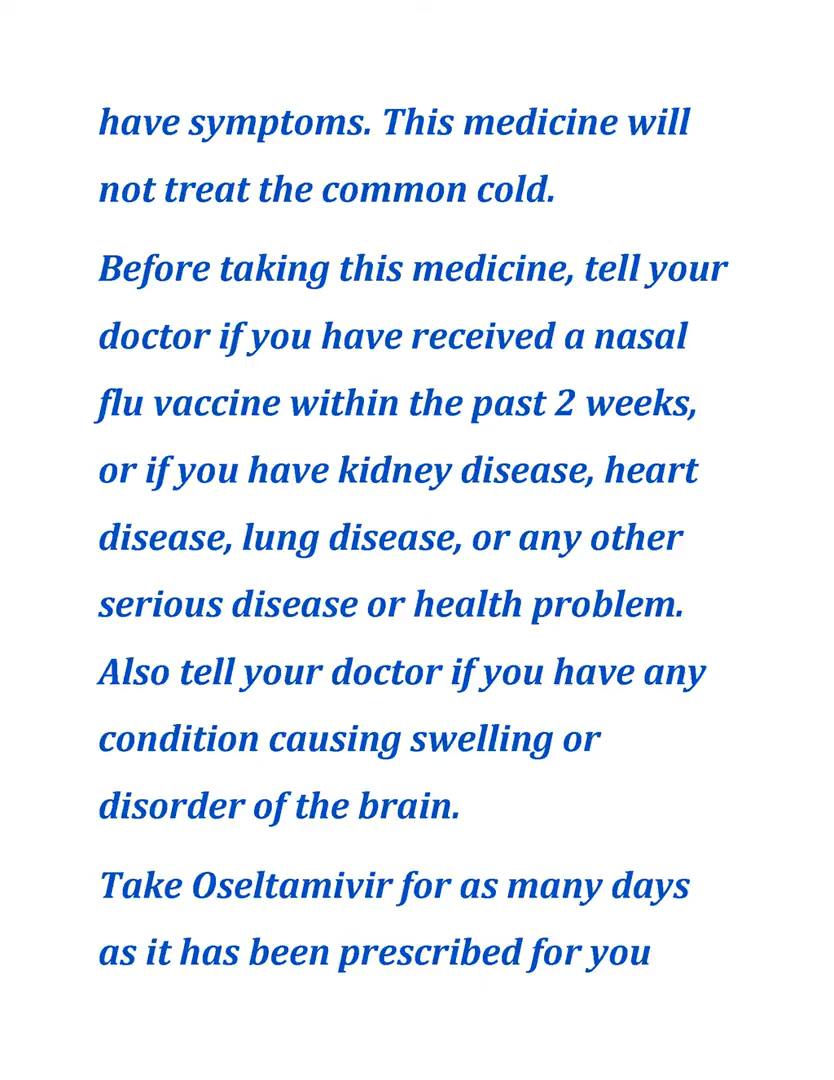 have symptoms. This medicine will
not treat the common cold.
Before taking this medicine, tell your
doctor if you have received a nasal
flu vaccine within the past 2 weeks,
or if you have kidney disease, heart
disease, lung disease, or any other
serious disease or health problem.
Also tell your doctor if you have any
condition causing swelling or
disorder of the brain.
Take Oseltamivir for as many days
as it has been prescribed for you